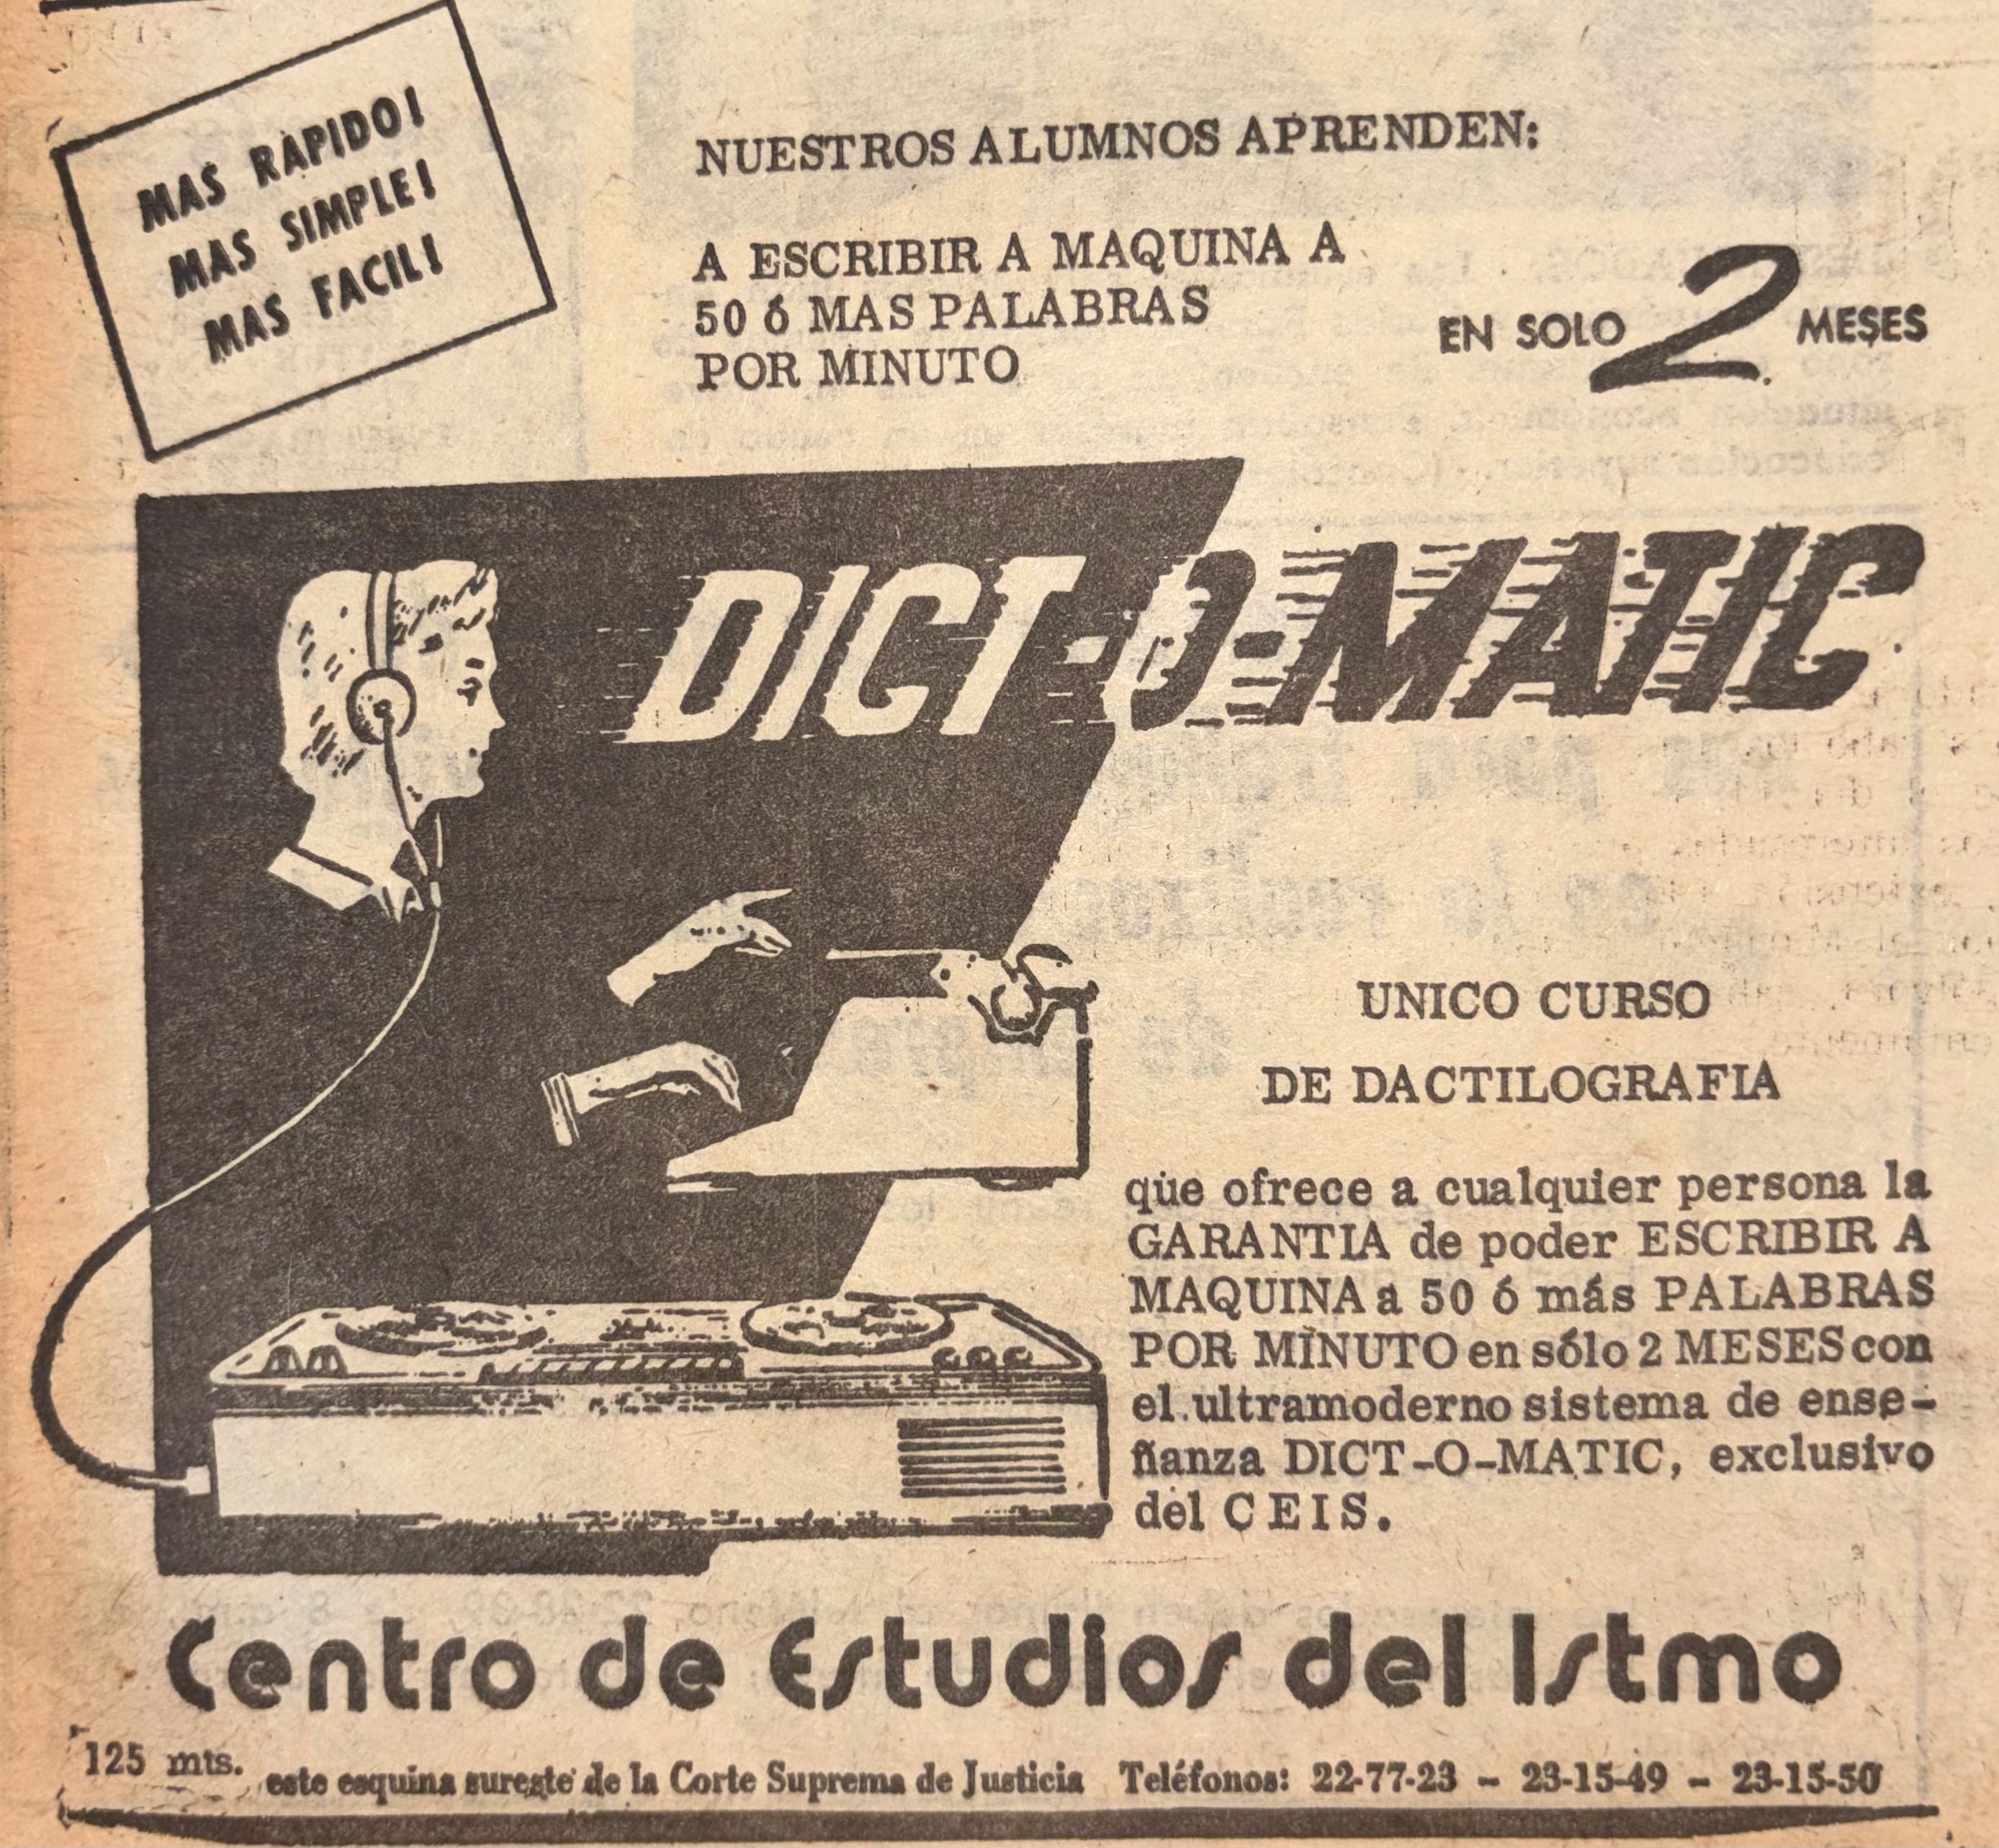 MAS RAPIDO!
MAS SIMPLE!
MAS FACIL!
NUESTROS ALUMNOS APRENDEN:
A ESCRIBIR A MAQUINA A
50 ó MAS PALABRAS
POR MINUTO
EN SOLO 2 MESES
DICT-O-MATIC
UNICO CURSO
DE DACTILOGRAFIA
que ofrece a cualquier persona la
GARANTIA de poder ESCRIBIR A
MAQUINA a 50 ó más PALABRAS
POR MINUTO en sólo 2 MESES con
el ultramoderno sistema de ense-
ñanza DICT-O-MATIC, exclusivo
del CEIS.
Centro de Estudios del Istmo
125 mts. este esquina sureste de la Corte Suprema de Justicia Teléfonos: 22-77-23 - 23-15-49 - 23-15-50